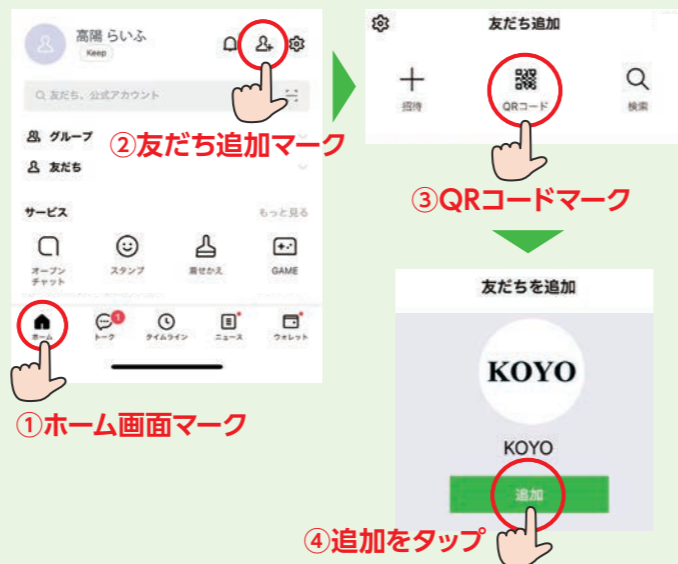 高陽 らいふ
Keep
友だち、公式アカウント
グループ
②友だち追加マーク
友だち
サービス
もっと見る
オープン
チャット
スタンプ
着せかえ
GAME
ホーム
1
トーク
タイムライン
ニュース
ウォレット
①ホーム画面マーク
友だち追加
招待
QRコード
検索
③QRコードマーク
友だちを追加
KOYO
KOYO
追加
④追加をタップ